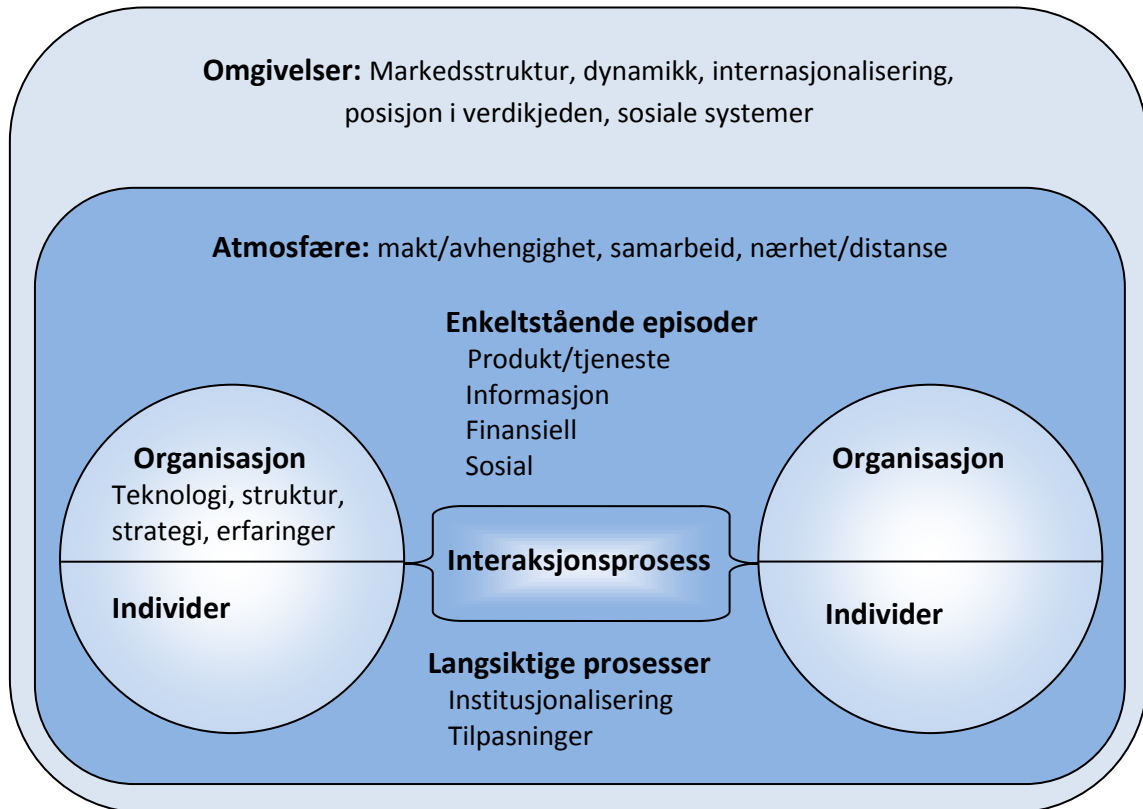 Omgivelser: Markedsstruktur, dynamikk, internasjonalisering,
posisjon i verdikjeden, sosiale systemer
Atmosfære: makt/avhengighet, samarbeid, nærhet/distanse
Enkeltstående episoder
Produkt/tjeneste
Informasjon
Finansiell
Sosial
Organisasjon
Teknologi, struktur,
strategi, erfaringer
Individer
Interaksjonsprosess
Organisasjon
Individer
Langsiktige prosesser
Institusjonalisering
Tilpasninger